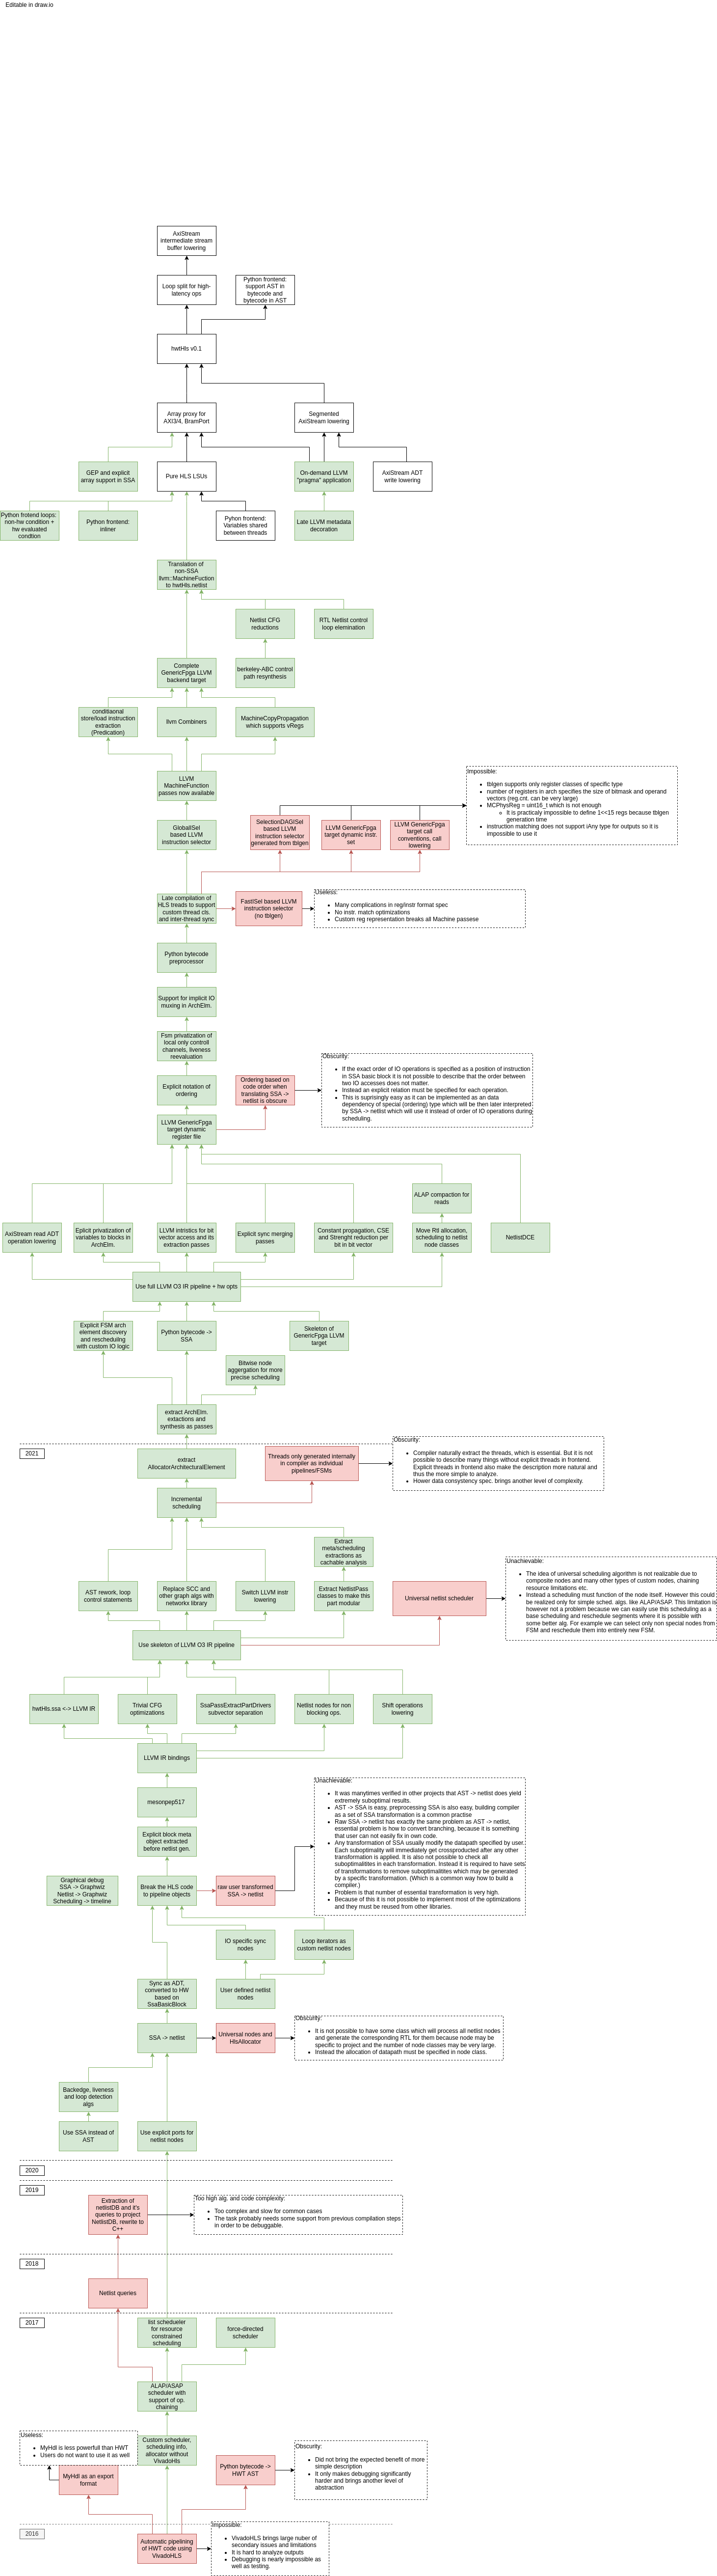 Editable in draw.io
AxiStream
intermediate stream
buffer lowering
Loop split for high-
latency ops
Python frontend:
support AST in
bytecode and
bytecode in AST
hwtHls v0.1
Array proxy for
AXI3/4, BramPort
Segmented
AxiStream lowering
GEP and explicit
array support in SSA
Pure HLS LSUs
On-demand LLVM
"pragma" application
AxiStream ADT
write lowering
Python frotend loops:
non-hw condition +
hw evaluated
condtion
Python frontend:
inliner
Pyhon frontend:
Variables shared
between threads
Late LLVM metadata
decoration
Translation of
non-SSA
llvm::MachineFuction
to hwtHls.netlist
Netlist CFG
reductions
RTL Netlist control
loop elemination
Complete
GenericFpga LLVM
backend target
berkeley-ABC control
path resynthesis
conditiaonal
store/load instruction
extraction
(Predication)
llvm Combiners
MachineCopyPropagation
which supports vRegs
LLVM
MachineFunction
passes now available
Impossible:
tblgen supports only register classes of specific type
number of registers in arch specifies the size of bitmask and operand
vectors (reg.cnt. can be very large)
MCPhysReg = uint16_t which is not enough
It is practicaly impossible to define 1<<15 regs because tblgen
generation time
instruction matching does not support iAny type for outputs so it is
impossible to use it
GlobalISel
based LLVM
instruction selector
SelectionDAGISel
based LLVM
instruction selector
generated from tblgen
LLVM GenericFpga
target dynamic instr.
set
LLVM GenericFpga
target call
conventions, call
lowering
Late compilation of
HLS treads to support
custom thread cls.
and inter-thread sync
FastISel based LLVM
instruction selector
(no tblgen)
Useless:
Many complications in reg/instr format spec
No instr. match optimizations
Custom reg representation breaks all Machine passese
Python bytecode
preprocessor
Support for implicit IO
muxing in ArchElm.
Fsm privatization of
local only controll
channels, liveness
reevaluation
Explicit notation of
ordering
Ordering based on
code order when
translating SSA ->
netlist is obscure
Obscurity:
If the exact order of IO operations is specified as a position of instruction
in SSA basic block it is not possible to describe that the order between
two IO accesses does not matter.
Instead an explicit relation must be specified for each operation.
This is suprisingly easy as it can be implemented as an data
dependency of special (ordering) type which will be then later interpreted
by SSA -> netlist which will use it instead of order of IO operations during
scheduling.
LLVM GenericFpga
target dynamic
register file
ALAP compaction for
reads
AxiStream read ADT
operation lowering
Eplicit privatization of
variables to blocks in
ArchElm.
LLVM intristics for bit
vector access and its
extraction passes
Explicit sync merging
passes
Constant propagation, CSE
and Strenght reduction per
bit in bit vector
Move Rtl allocation,
scheduling to netlist
node classes
NetlistDCE
Use full LLVM O3 IR pipeline + hw opts
Explicit FSM arch
element discovery
and rescheduling
with custom IO logic
Python bytecode ->
SSA
Skeleton of
GenericFpga LLVM
target
Bitwise node
aggergation for more
precise scheduling
extract ArchElm.
extactions and
synthesis as passes
2021
extract
AllocatorArchitecturalElement
Threads only generated internally
in compiler as individual
pipelines/FSMs
Obscurity:
Compiler naturally extract the threads, which is essential. But it is not
possible to describe many things without explicit threads in frontend.
Explicit threads in frontend also make the description more natural and
thus the more simple to analyze.
Hower data consystency spec, brings another level of complexity.
Incremental
scheduling
Extract
meta/scheduling
extractions as
cachable analysis
AST rework, loop
control statements
Replace SCC and
other graph algs with
networkx library
Switch LLVM instr
lowering
Extract NetlistPass
classes to make this
part modular
Universal netlist scheduler
Unachievable:
The idea of universal scheduling algorithm is not realizable due to
composite nodes and many other types of custom nodes, chaining
resource limitations etc.
Instead a scheduling must function of the node itself. However this could
be realized only for simple sched. algs. like ALAP/ASAP. This limitation is
however not a problem because we can easily use this scheduling as a
base scheduling and reschedule segments where it is possible with
some better alg. For example we can select only non special nodes from
FSM and reschedule them into entirely new FSM.
Use skeleton of LLVM O3 IR pipeline
hwtHls.ssa <-> LLVM IR
Trivial CFG
optimizations
SsaPassExtractPartDrivers
subvector separation
Netlist nodes for non
blocking ops.
Shift operations
lowering
LLVM IR bindings
mesonpep517
Explicit block meta
object extracted
before netlist gen.
Unachievable:
It was manytimes verified in other projects that AST -> netlist does yield
extremely suboptimal results.
AST -> SSA is easy, preprocessing SSA is also easy, building compiler
as a set of SSA transformation is a common practise
Raw SSA -> netlist has exactly the same problem as AST -> netlist,
essential problem is how to convert branching, because it is something
that user can not easily fix in own code.
Any transformation of SSA usually modify the datapath specified by user.
Each suboptimality will immediately get crossproducted after any other
transformation is applied. It is also not possible to check all
suboptimalitites in each transformation. Instead it is required to have sets
of transformations to remove suboptimalitites which may be generated
by a specific transformation. (Which is a common way how to build a
compiler.)
Problem is that number of essential transformation is very high.
Because of this it is not possible to implement most of the optimizations
and they must be reused from other libraries.
Graphical debug
SSA -> Graphwiz
Netlist -> Graphwiz
Scheduling -> timeline
Break the HLS code
to pipeline objects
raw user transformed
SSA -> netlist
IO specific sync
nodes
Loop iterators as
custom netlist nodes
Sync as ADT,
converted to HW
based on
SsaBasicBlock
User defined netlist
nodes
SSA -> netlist
Universal nodes and
HlsAllocator
Obscurity:
It is not possible to have some class which will process all netlist nodes
and generate the corresponding RTL for them because node may be
specific to project and the number of node classes may be very large.
Instead the allocation of datapath must be specified in node class.
Backedge, liveness
and loop detection
algs
Use SSA instead of
AST
Use explicit ports for
netlist nodes
2020
2019
Extraction of
netlistDB and it's
queries to project
NetlistDB, rewrite to
C++
Too high alg. and code complexity:
Too complex and slow for common cases
The task probably needs some support from previous compilation steps
in order to be debuggable.
2018
Netlist queries
2017
list schedueler
for resource
constrained
scheduling
force-directed
scheduler
ALAP/ASAP
scheduler with
support of op.
chaining
Useless:
MyHdl is less powerfull than HWT
Users do not want to use it as well
Custom scheduler,
scheduling info,
allocator without
VivadoHls
Python bytecode ->
HWT AST
Obscurity:
Did not bring the expected benefit of more
simple description
It only makes debugging significantly
harder and brings another level of
abstraction
MyHdl as an export
format
2016
Automatic pipelining
of HWT code using
VivadoHLS
Impossible:
VivadoHLS brings large nuber of
secondary issues and limitations
It is hard to analyze outputs
Debugging is nearly impossible as
well as testing.